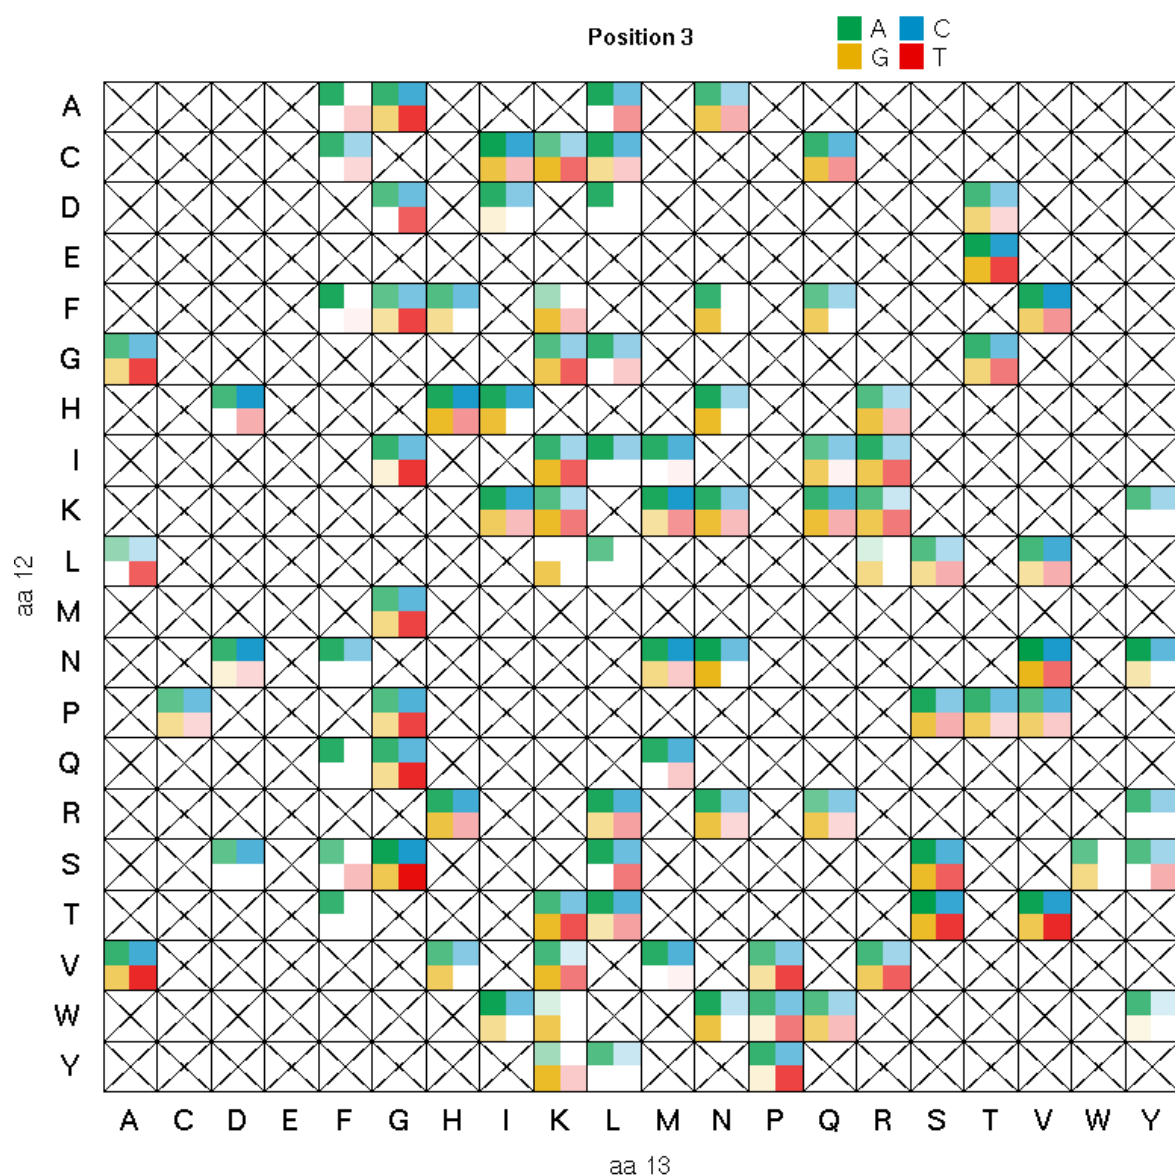 Position 3
A C
G T
A
C
D
E
F
G
H
I
K
L
M
N
P
Q
R
S
T
V
W
Y
aa 12
A C D E F G H I K L M N P Q R S T V W Y
aa 13